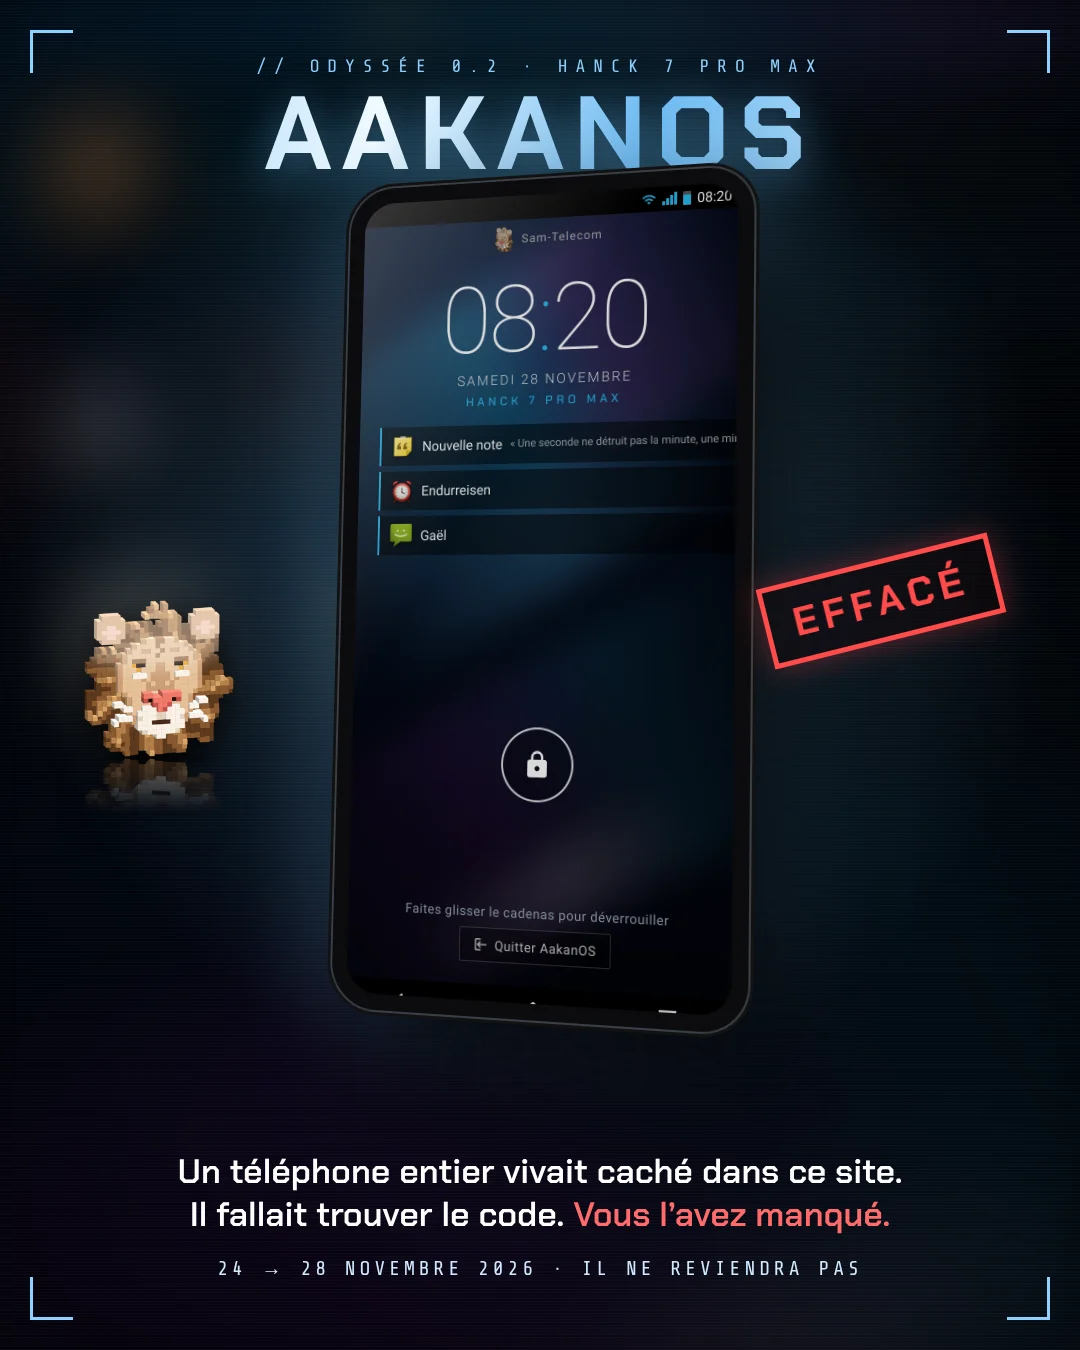 // ODYSSÉE 0.2 · HANCK 7 PRO MAX
AAKANOS
08:20
Sam-Telecom
08:20
SAMEDI 28 NOVEMBRE
HANCK 7 PRO MAX
Nouvelle note « Une seconde ne détruit pas la minute, une
Endurreisen
Gaël
EFFACÉ
Faites glisser le cadenas pour déverrouiller
Quitter AakanOS
Un téléphone entier vivait caché dans ce site.
Il fallait trouver le code. Vous l’avez manqué.
24 → 28 NOVEMBRE 2026 · IL NE REVIENDRA PAS